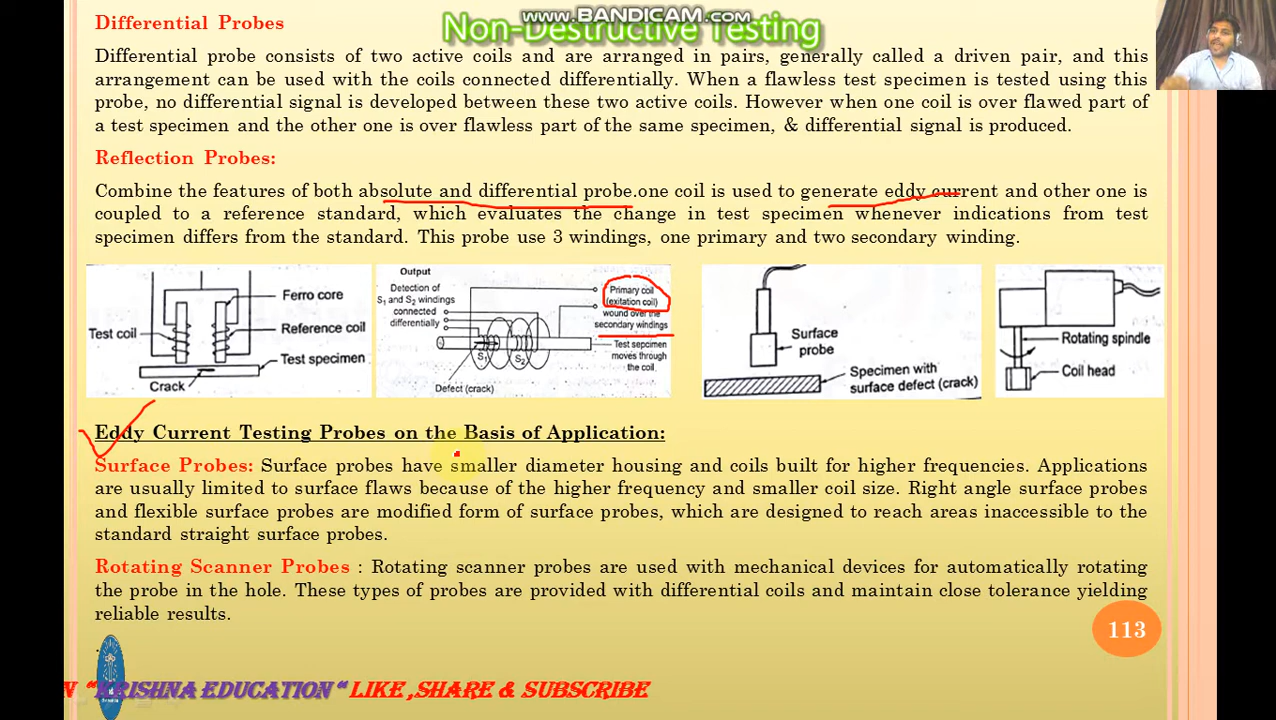 www.BANDICAM.com
Non-Destructive Testing
Differential Probes
Differential probe consists of two active coils and are arranged in pairs, generally called a driven pair, and this
arrangement can be used with the coils connected differentially. When a flawless test specimen is tested using this
probe, no differential signal is developed between these two active coils. However when one coil is over flawed part of
a test specimen and the other one is over flawless part of the same specimen, & differential signal is produced.
Reflection Probes:
Combine the features of both absolute and differential probe.one coil is used to generate eddy current and other one is
coupled to a reference standard, which evaluates the change in test specimen whenever indications from test
specimen differs from the standard. This probe use 3 windings, one primary and two secondary winding.
Ferro core
Test coil
Reference coil
Test specimen
Crack
Output
Detection of
S1 and S2 windings
connected
differentially
Primary coil
(exitation coil)
wound over the
secondary windings
Test sepcimen
moves through
the coil
S1
S2
Defect (crack)
Surface
probe
Specimen with
surface defect (crack)
Rotating spindle
Coil head
Eddy Current Testing Probes on the Basis of Application:
Surface Probes: Surface probes have smaller diameter housing and coils built for higher frequencies. Applications
are usually limited to surface flaws because of the higher frequency and smaller coil size. Right angle surface probes
and flexible surface probes are modified form of surface probes, which are designed to reach areas inaccessible to the
standard straight surface probes.
Rotating Scanner Probes : Rotating scanner probes are used with mechanical devices for automatically rotating
the probe in the hole. These types of probes are provided with differential coils and maintain close tolerance yielding
reliable results.
113
N "KRISHNA EDUCATION" LIKE ,SHARE & SUBSCRIBE